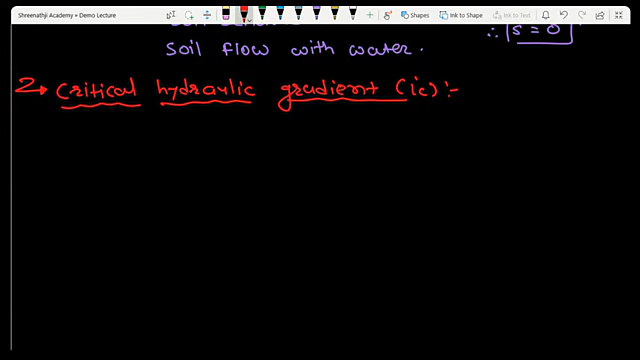 Shreenathji Academy • Demo Lecture
Shapes
Ink to Shape
Ink to Shape
∴ S = 0
Soil flow with water.
2→ Critical hydraulic gradient (ic) :-